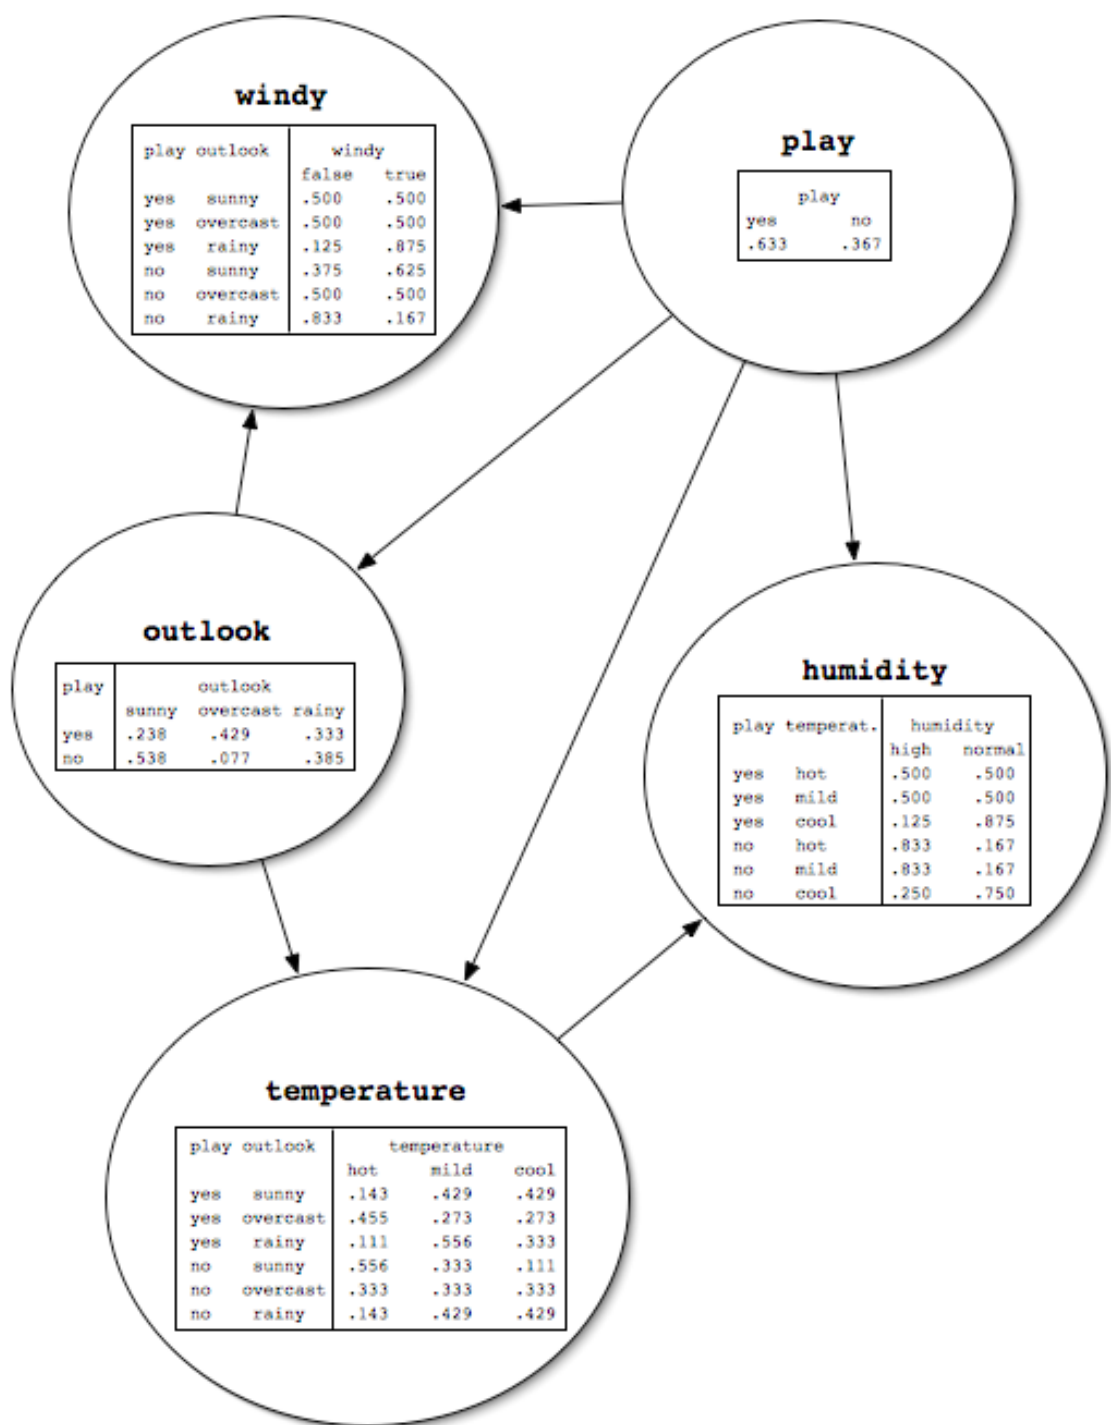 windy
play outlook windy
false true
yes sunny .500 .500
yes overcast .500 .500
yes rainy .125 .875
no sunny .375 .625
no overcast .500 .500
no rainy .833 .167
play
play
yes no
.633 .367
outlook
play outlook
sunny overcast rainy
yes .238 .429 .333
no .538 .077 .385
humidity
play temperat. humidity
high normal
yes hot .500 .500
yes mild .500 .500
yes cool .125 .875
no hot .833 .167
no mild .833 .167
no cool .250 .750
temperature
play outlook temperature
hot mild cool
yes sunny .143 .429 .429
yes overcast .455 .273 .273
yes rainy .111 .556 .333
no sunny .556 .333 .111
no overcast .333 .333 .333
no rainy .143 .429 .429